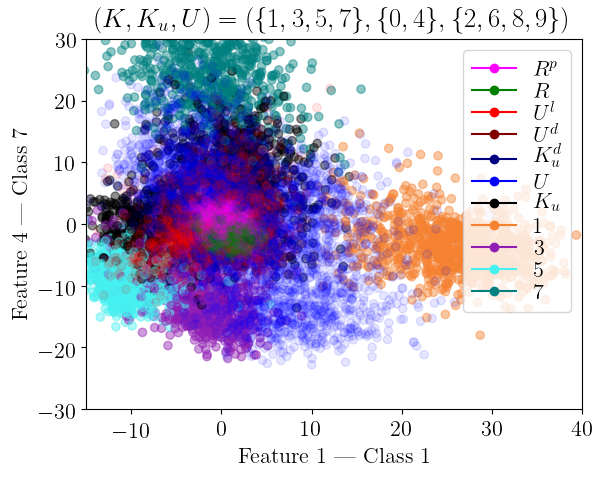 (K, K_u, U) = ({1, 3, 5, 7}, {0, 4}, {2, 6, 8, 9})
30
20
10
0
−10
−20
−30
Feature 4 — Class 7
R^p
R
U^l
U^d
K_u^d
U
K_u
1
3
5
7
−10 0 10 20 30 40
Feature 1 — Class 1